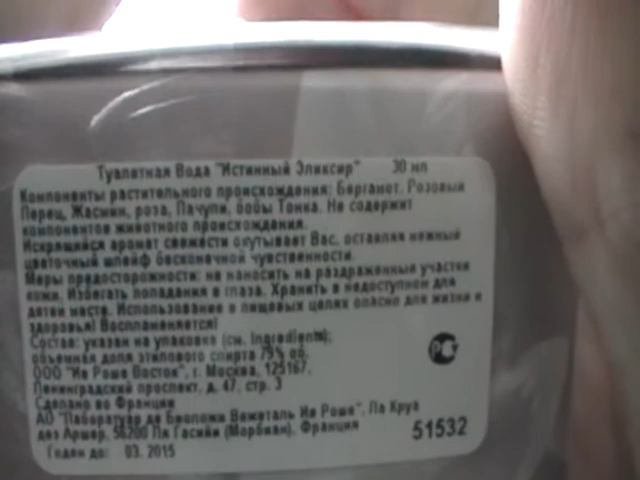 Туалетная Вода "Истинный Эликсир" 30 мл
Компоненты растительного происхождения: Бергамот, Розовый
Перец, Жасмин, роза, Пачули, бобы Тонка. Не содержит
компонентов животного происхождения.
Искрящийся аромат свежести окутывает Вас, оставляя нежный
цветочный шлейф бесконечной чувственности.
Меры предосторожности: не наносить на раздраженные участки
кожи. Избегать попадания в глаза. Хранить в недоступном для
детей месте. Использование в пищевых целях опасно для жизни и
здоровья! Воспламеняется!
Состав: указан на упаковке (см. Ingredients);
объемная доля этилового спирта 79% об.
ООО "Ив Роше Восток", г. Москва, 125167,
Ленинградский проспект, д. 47, стр. 3
Сделано во Франции
АО "Лаборатуар де Биоложи Вежеталь Ив Роше", Ла Круа
дез Аршер, 56200 Ля Гасийи (Морбиан), Франция
51532
Годен до: 03. 2015